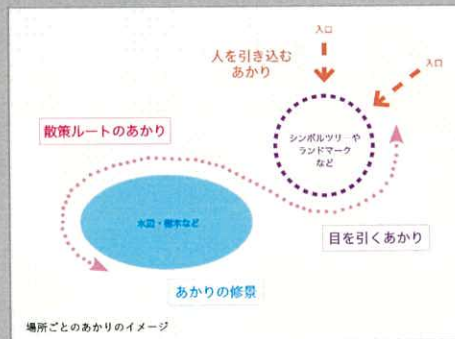 入口
人を引き込む
あかり
入口
散策ルートのあかり
シンボルツリーや
ランドマーク
など
水辺・樹木など
目を引くあかり
あかりの修景
場所ごとのあかりのイメージ